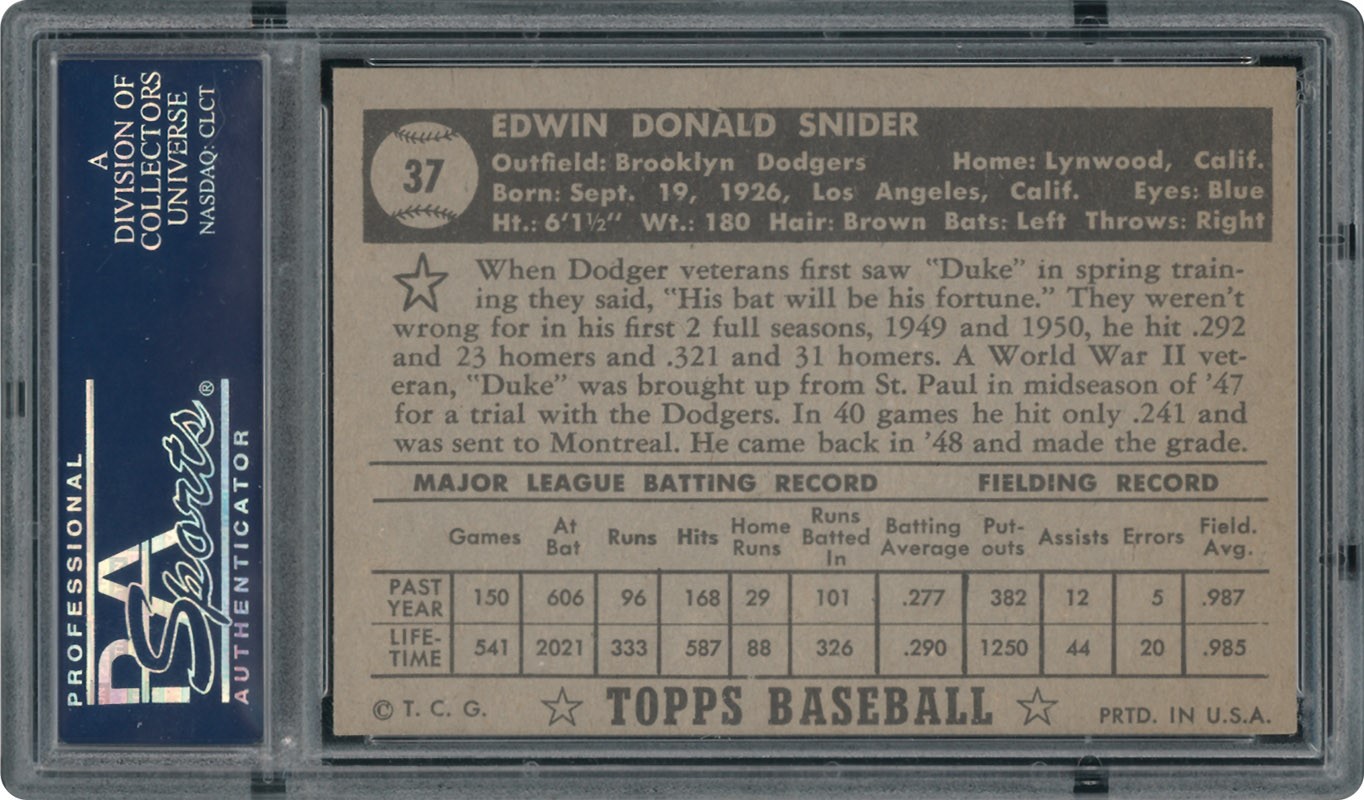 A
DIVISION OF
COLLECTORS
UNIVERSE
NASDAQ: CLCT
PROFESSIONAL
PSA
Sports®
AUTHENTICATOR
37
EDWIN DONALD SNIDER
Outfield: Brooklyn Dodgers Home: Lynwood, Calif.
Born: Sept. 19, 1926, Los Angeles, Calif. Eyes: Blue
Ht.: 6'1½" Wt.: 180 Hair: Brown Bats: Left Throws: Right
When Dodger veterans first saw "Duke" in spring train-
ing they said, "His bat will be his fortune." They weren't
wrong for in his first 2 full seasons, 1949 and 1950, he hit .292
and 23 homers and .321 and 31 homers. A World War II vet-
eran, "Duke" was brought up from St. Paul in midseason of '47
for a trial with the Dodgers. In 40 games he hit only .241 and
was sent to Montreal. He came back in '48 and made the grade.
MAJOR LEAGUE BATTING RECORD FIELDING RECORD
Games At Bat Runs Hits Home Runs Runs Batted In Batting Average Put-outs Assists Errors Field. Avg.
PAST YEAR 150 606 96 168 29 101 .277 382 12 5 .987
LIFE-TIME 541 2021 333 587 88 326 .290 1250 44 20 .985
© T. C. G. ☆ TOPPS BASEBALL ☆ PRTD. IN U.S.A.